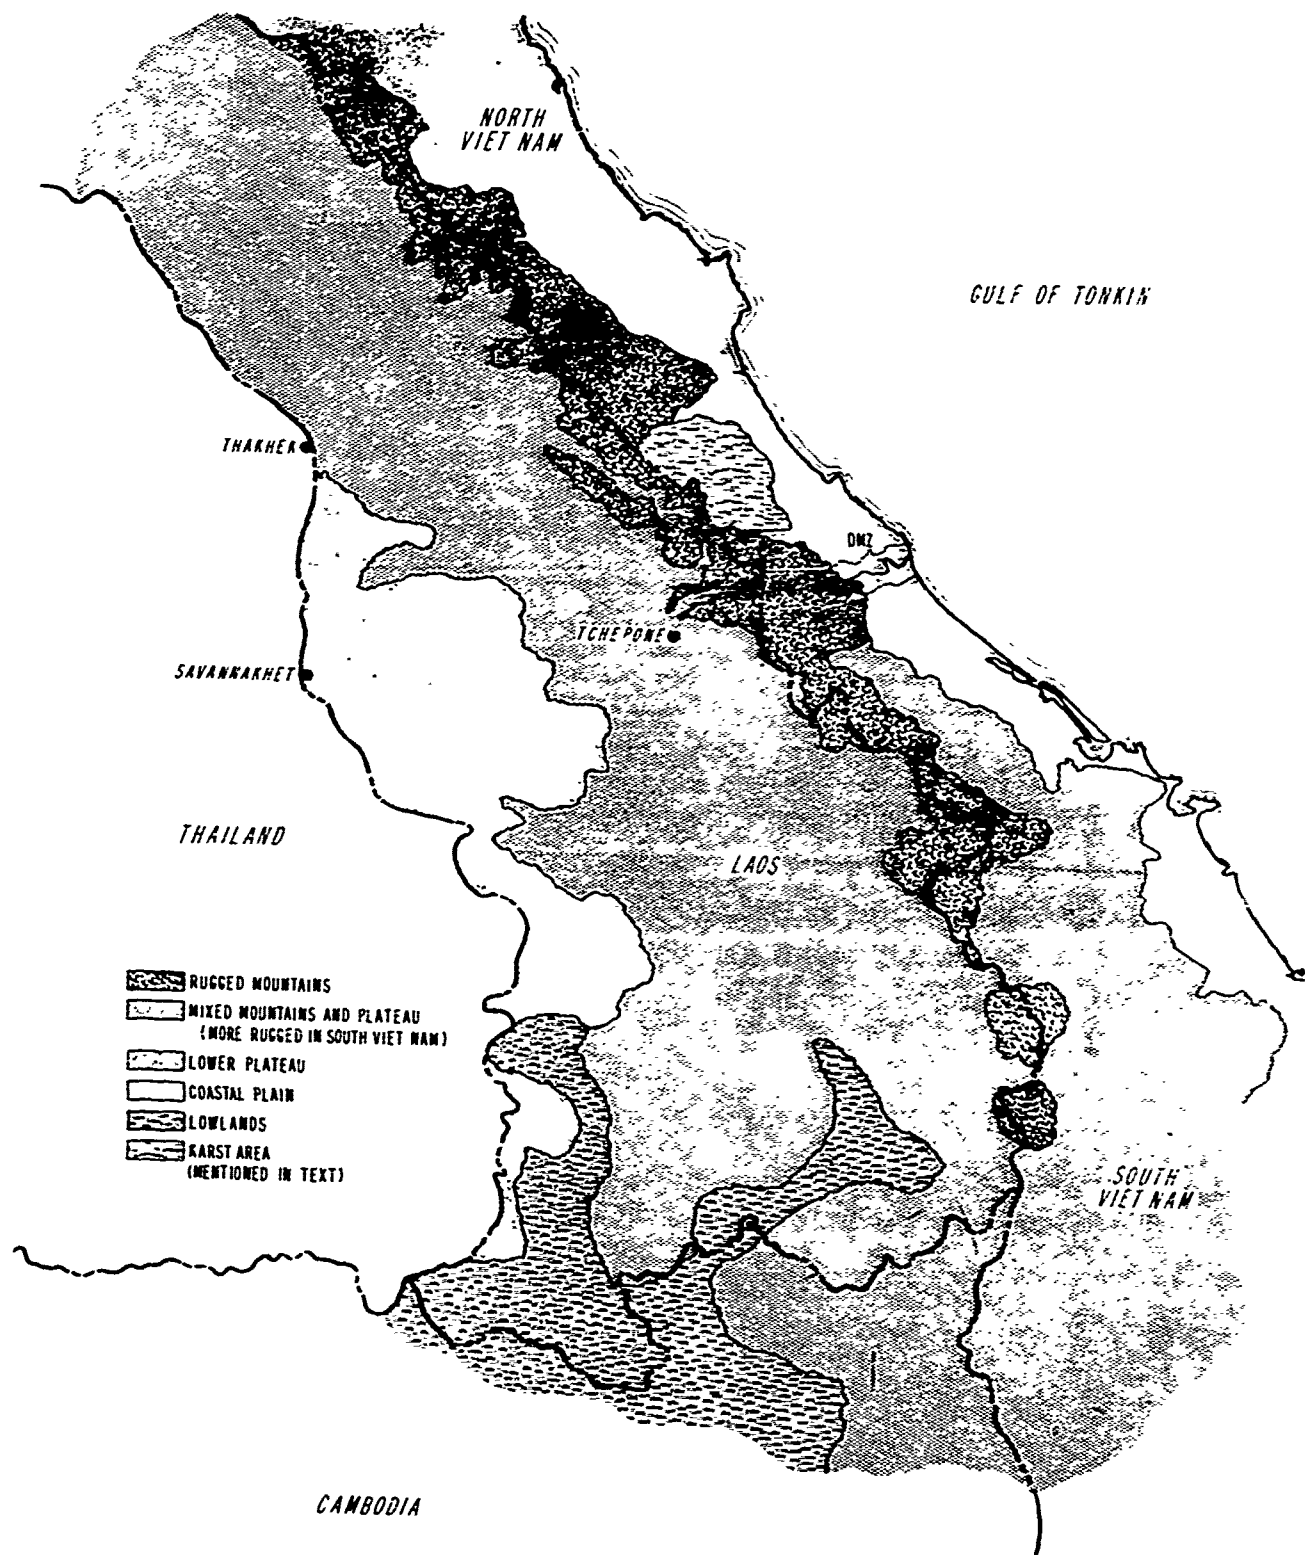 NORTH
VIET NAM
GULF OF TONKIN
THAKHEK
DMZ
TCHEPONE
SAVANNAKHET
THAILAND
LAOS
RUGGED MOUNTAINS
MIXED MOUNTAINS AND PLATEAU
(MORE RUGGED IN SOUTH VIET NAM)
LOWER PLATEAU
COASTAL PLAIN
LOWLANDS
KARST AREA
(MENTIONED IN TEXT)
SOUTH
VIET NAM
CAMBODIA